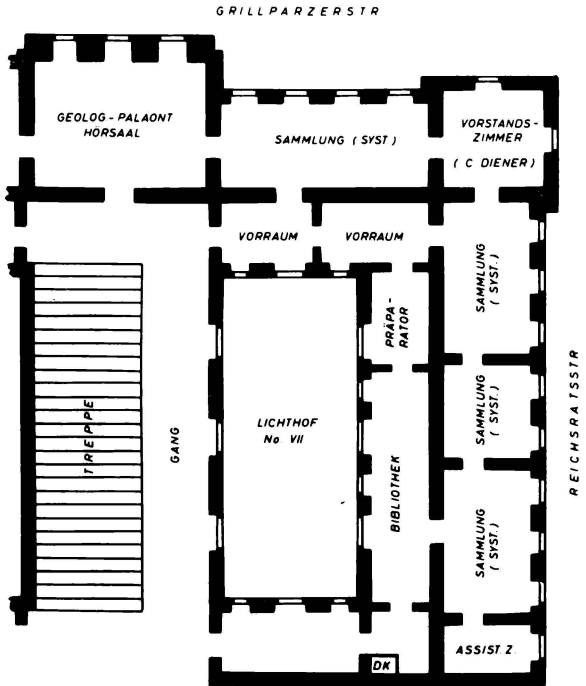 GRILLPARZERSTR
GEOLOG-PALAONT
HÖRSAAL
SAMMLUNG (SYST)
VORSTANDS-
ZIMMER
(C DIENER)
VORRAUM
VORRAUM
SAMMLUNG
(SYST.)
PRÄPA-
RATOR
TREPPE
GANG
LICHTHOF
No. VII
BIBLIOTHEK
SAMMLUNG
(SYST.)
REICHSRATSSTR
SAMMLUNG
(SYST.)
ASSIST. Z.
DK